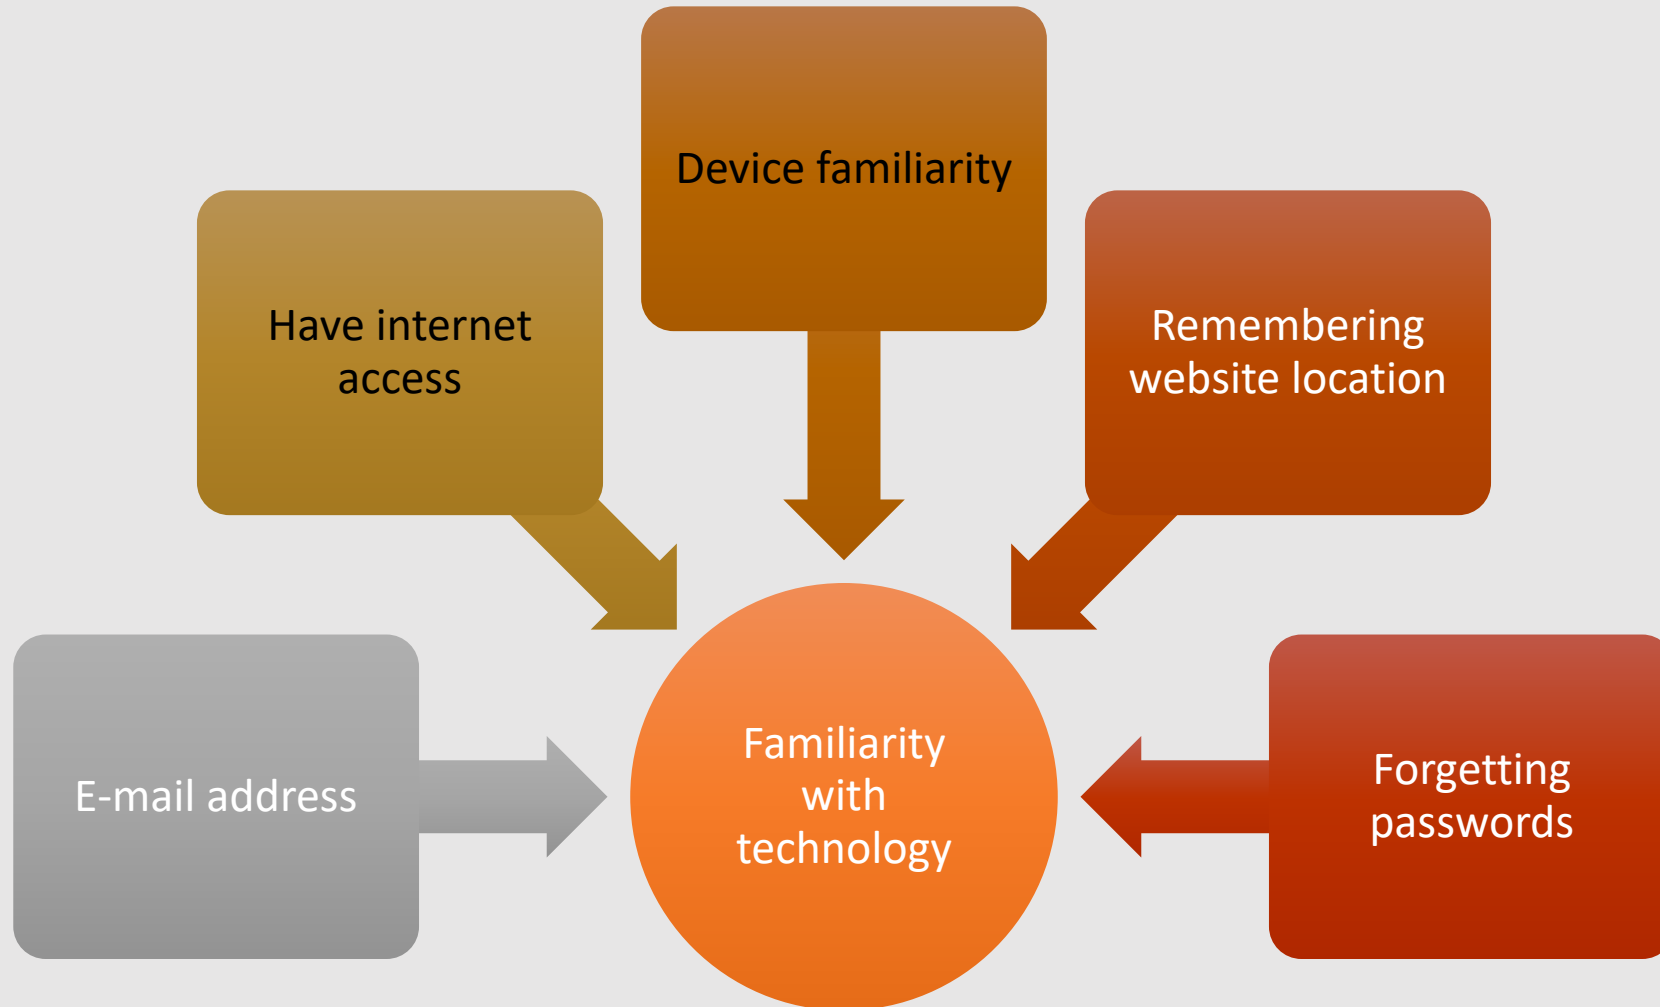 Device familiarity
Have internet
access
Remembering
website location
E-mail address
Familiarity
with
technology
Forgetting
passwords